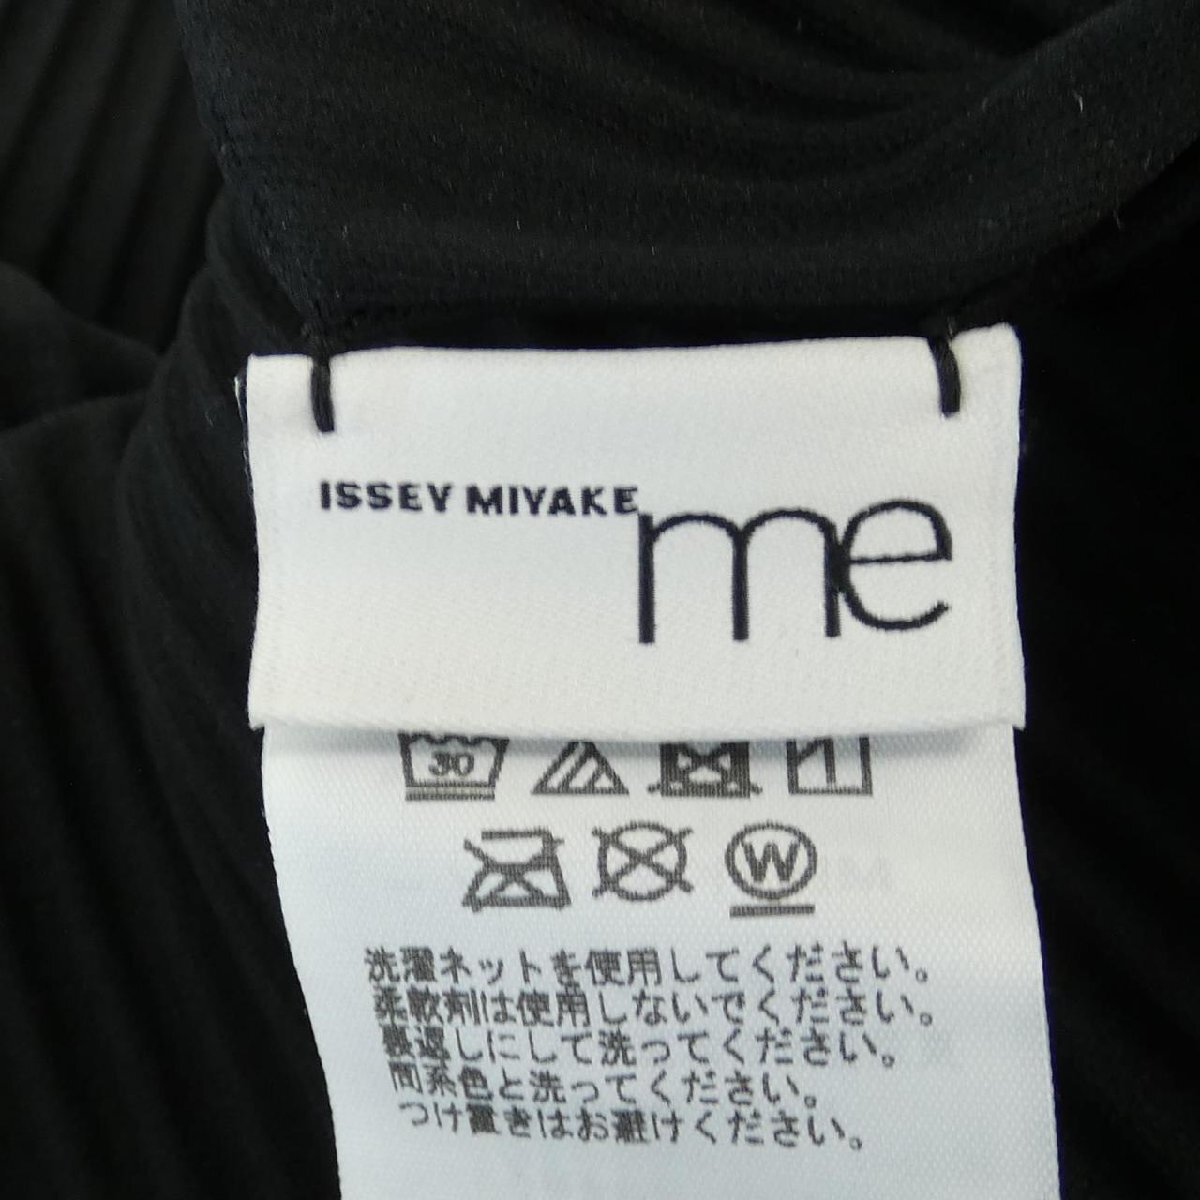 ISSEY MIYAKE
me
30
W
洗濯ネットを使用してください。
柔軟剤は使用しないでください。
裏返しにして洗ってください。
同系色と洗ってください。
つけ置きはお避けください。